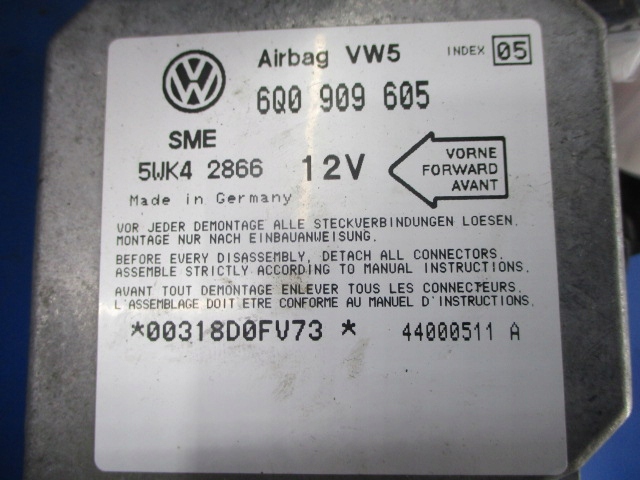 VW
Airbag VW5
INDEX 05
6Q0 909 605
SME
5WK4 2866 12V
VORNE
FORWARD
AVANT
Made in Germany
VOR JEDER DEMONTAGE ALLE STECKVERBINDUNGEN LOESEN.
MONTAGE NUR NACH EINBAUANWEISUNG.
BEFORE EVERY DISASSEMBLY, DETACH ALL CONNECTORS.
ASSEMBLE STRICTLY ACCORDING TO MANUAL INSTRUCTIONS.
AVANT TOUT DEMONTAGE ENLEVER TOUS LES CONNECTEURS.
L'ASSEMBLAGE DOIT ETRE CONFORME AU MANUEL D'INSTRUCTIONS.
*00318D0FV73 * 44000511 A